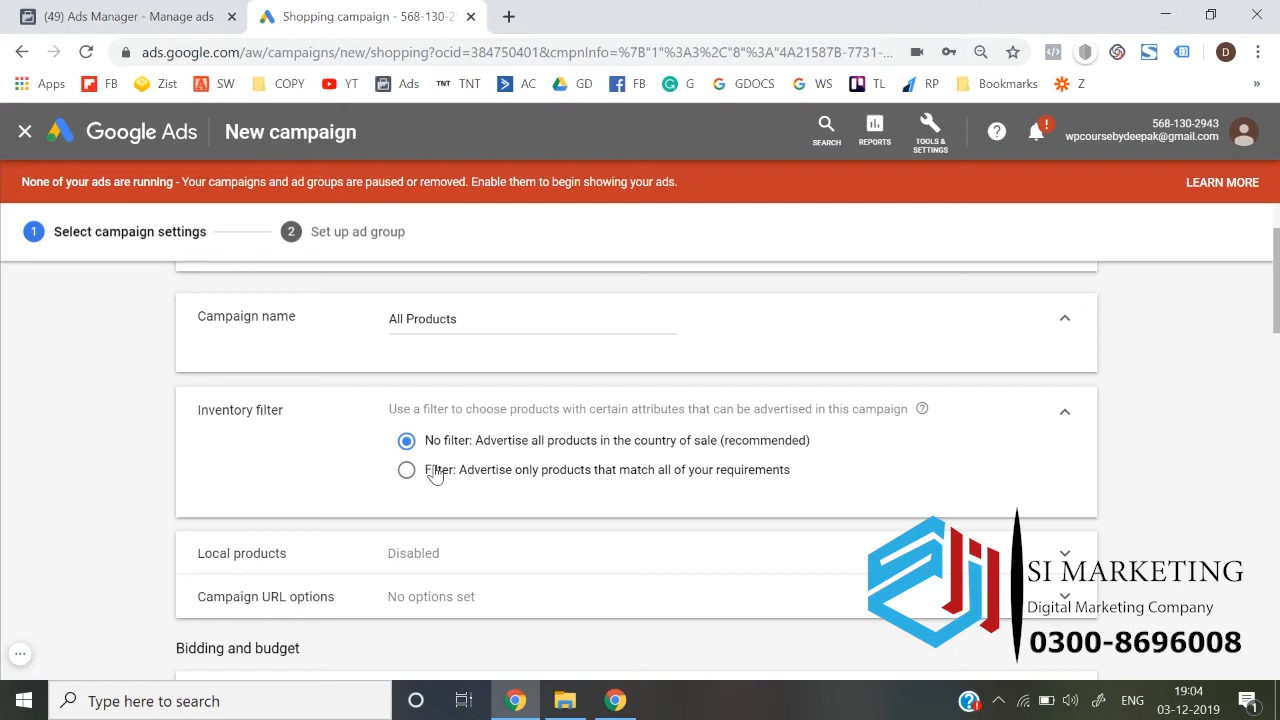 (49) Ads Manager - Manage ads
Shopping campaign - 568-130-2
ads.google.com/aw/campaigns/new/shopping?ocid=384750401&cmpnInfo=%7B"1"%3A3%2C"8"%3A"4A21587B-7731-...
D
Apps FB Zist SW COPY YT Ads TNT TNT AC GD FB G GDOCS WS TL RP Bookmarks Z »
Google Ads New campaign
SEARCH REPORTS TOOLS & SETTINGS
568-130-2943
wpcoursebydeepak@gmail.com
None of your ads are running - Your campaigns and ad groups are paused or removed. Enable them to begin showing your ads. LEARN MORE
1 Select campaign settings 2 Set up ad group
Campaign name All Products
Inventory filter Use a filter to choose products with certain attributes that can be advertised in this campaign
No filter: Advertise all products in the country of sale (recommended)
Filter: Advertise only products that match all of your requirements
Local products Disabled
Campaign URL options No options set
Bidding and budget
SI MARKETING
Digital Marketing Company
0300-8696008
Type here to search
ENG
19:04
03-12-2019
1